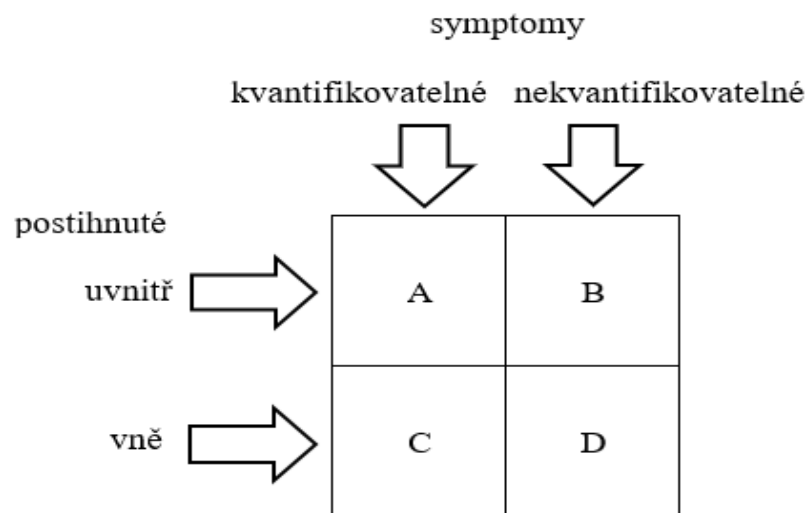 symptomy
kvantifikovatelné nekvantifikovatelné
postihnuté
uvnitř A B
vně C D